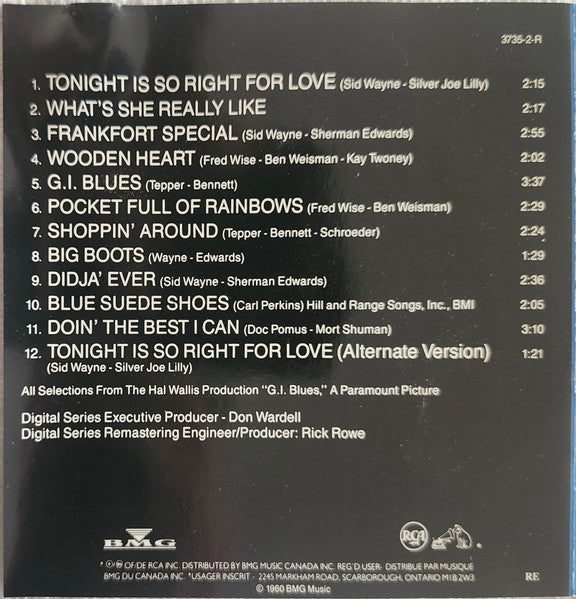 3735-2-R
1. TONIGHT IS SO RIGHT FOR LOVE (Sid Wayne - Silver Joe Lilly) 2:15
2. WHAT'S SHE REALLY LIKE 2:17
3. FRANKFORT SPECIAL (Sid Wayne - Sherman Edwards) 2:55
4. WOODEN HEART (Fred Wise - Ben Weisman - Kay Twoney) 2:02
5. G.I. BLUES (Tepper - Bennett) 3:37
6. POCKET FULL OF RAINBOWS (Fred Wise - Ben Weisman) 2:29
7. SHOPPIN' AROUND (Tepper - Bennett - Schroeder) 2:24
8. BIG BOOTS (Wayne - Edwards) 1:29
9. DIDJA' EVER (Sid Wayne - Sherman Edwards) 2:36
10. BLUE SUEDE SHOES (Carl Perkins) Hill and Range Songs, Inc., BMI 2:05
11. DOIN' THE BEST I CAN (Doc Pomus - Mort Shuman) 3:10
12. TONIGHT IS SO RIGHT FOR LOVE (Alternate Version) 1:21
(Sid Wayne - Silver Joe Lilly)
All Selections From The Hal Wallis Production "G.I. Blues," A Paramount Picture
Digital Series Executive Producer - Don Wardell
Digital Series Remastering Engineer/Producer: Rick Rowe
BMG
RCA
OF/DE RCA INC. DISTRIBUTED BY BMG MUSIC CANADA INC. REG'D USER · DISTRIBUE PAR MUSIQUE
BMG DU CANADA INC. *USAGER INSCRIT - 2245 MARKHAM ROAD, SCARBOROUGH, ONTARIO M1B 2W3
© 1960 BMG Music
RE